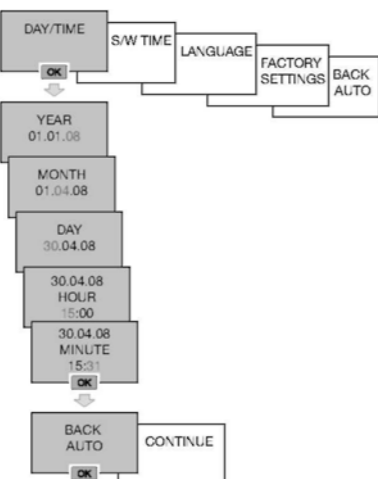 DAY/TIME
OK
S/W TIME
LANGUAGE
FACTORY
SETTINGS
BACK
AUTO
YEAR
01.01.08
MONTH
01.04.08
DAY
30.04.08
30.04.08
HOUR
15:00
30.04.08
MINUTE
15:31
OK
BACK
AUTO
OK
CONTINUE